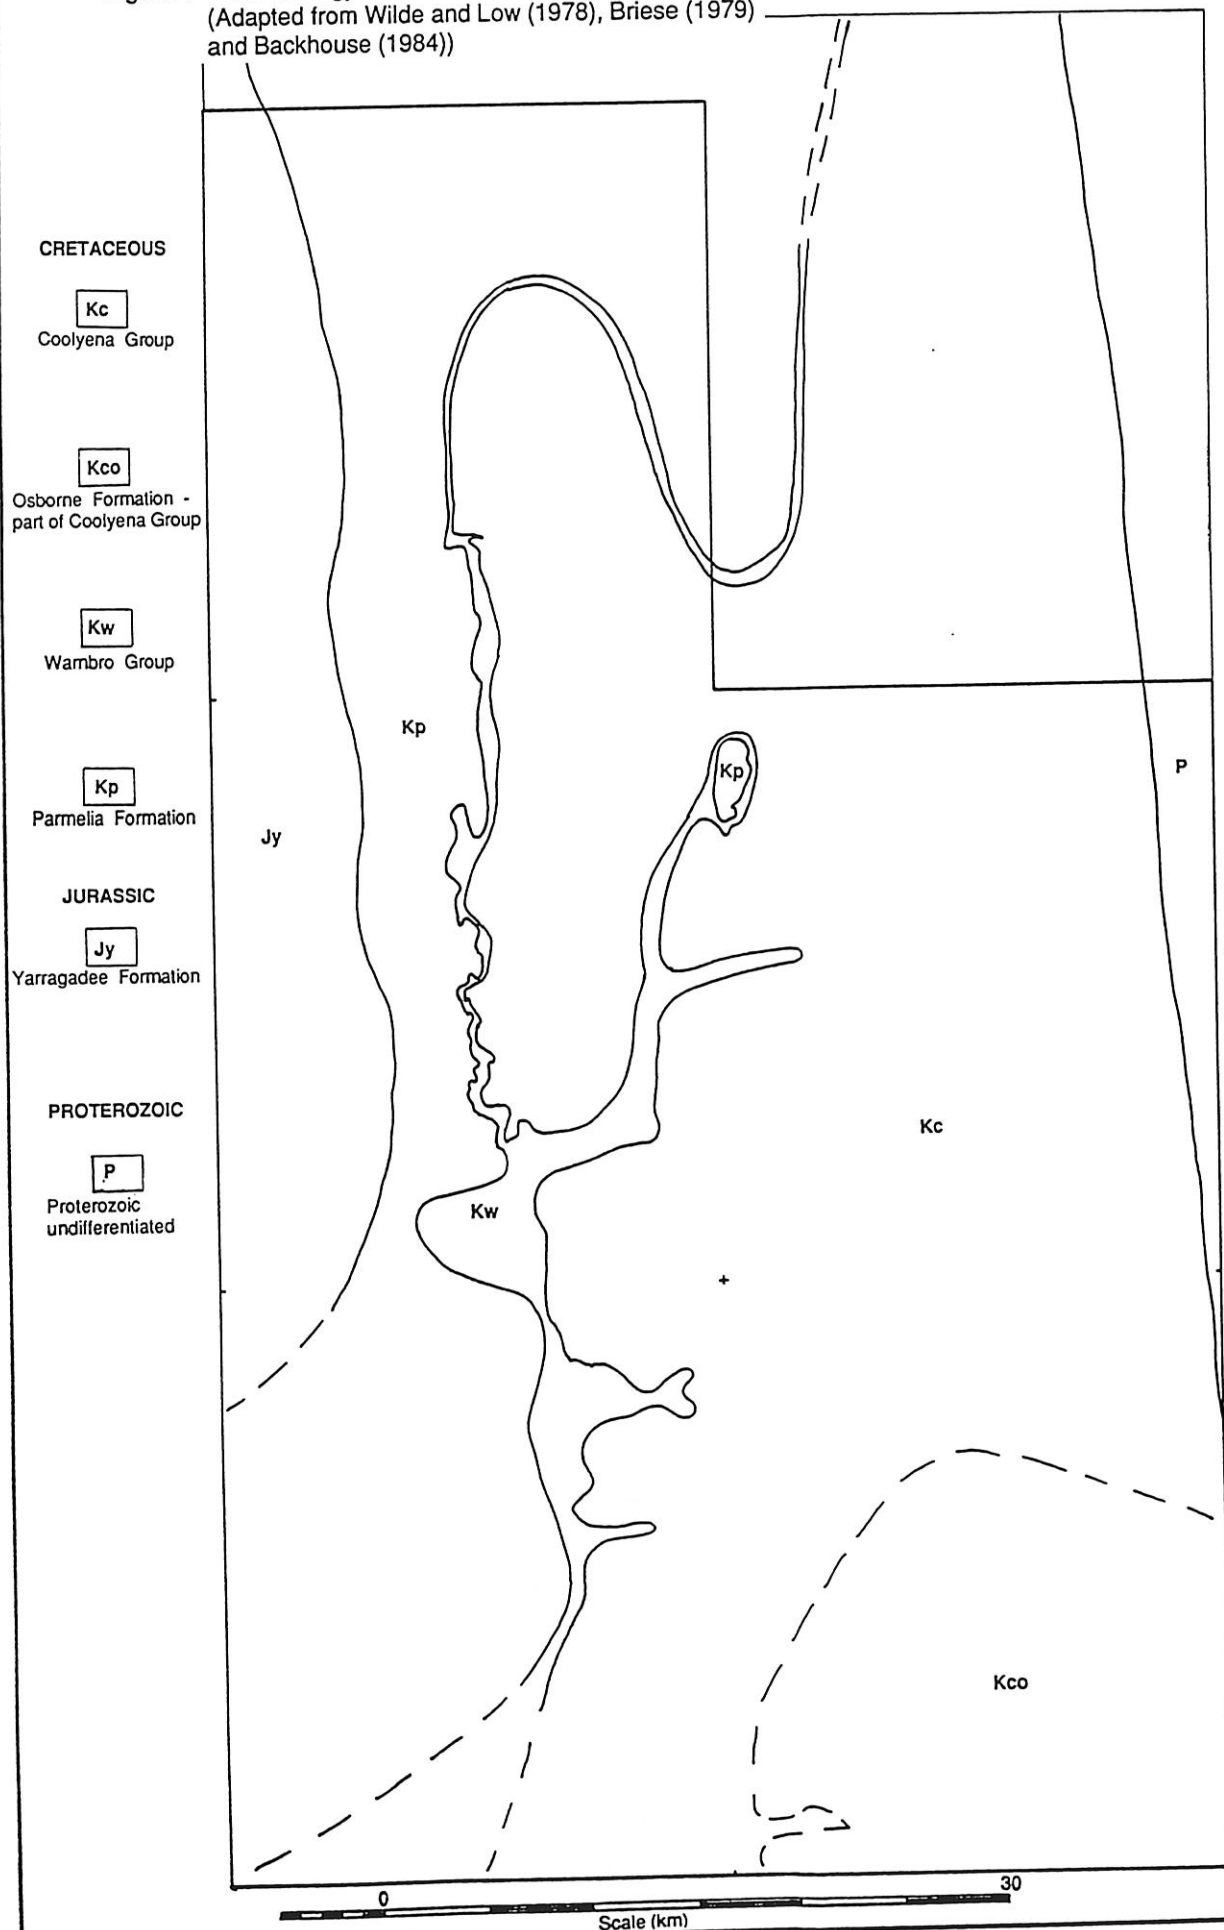 (Adapted from Wilde and Low (1978), Briese (1979)
and Backhouse (1984))
CRETACEOUS
Kc
Coolyena Group
Kco
Osborne Formation -
part of Coolyena Group
Kw
Warnbro Group
Kp
Parmelia Formation
JURASSIC
Jy
Yarragadee Formation
PROTEROZOIC
P
Proterozoic
undifferentiated
Kp
Kp
P
Jy
Kc
Kw
Kco
0
30
Scale (km)